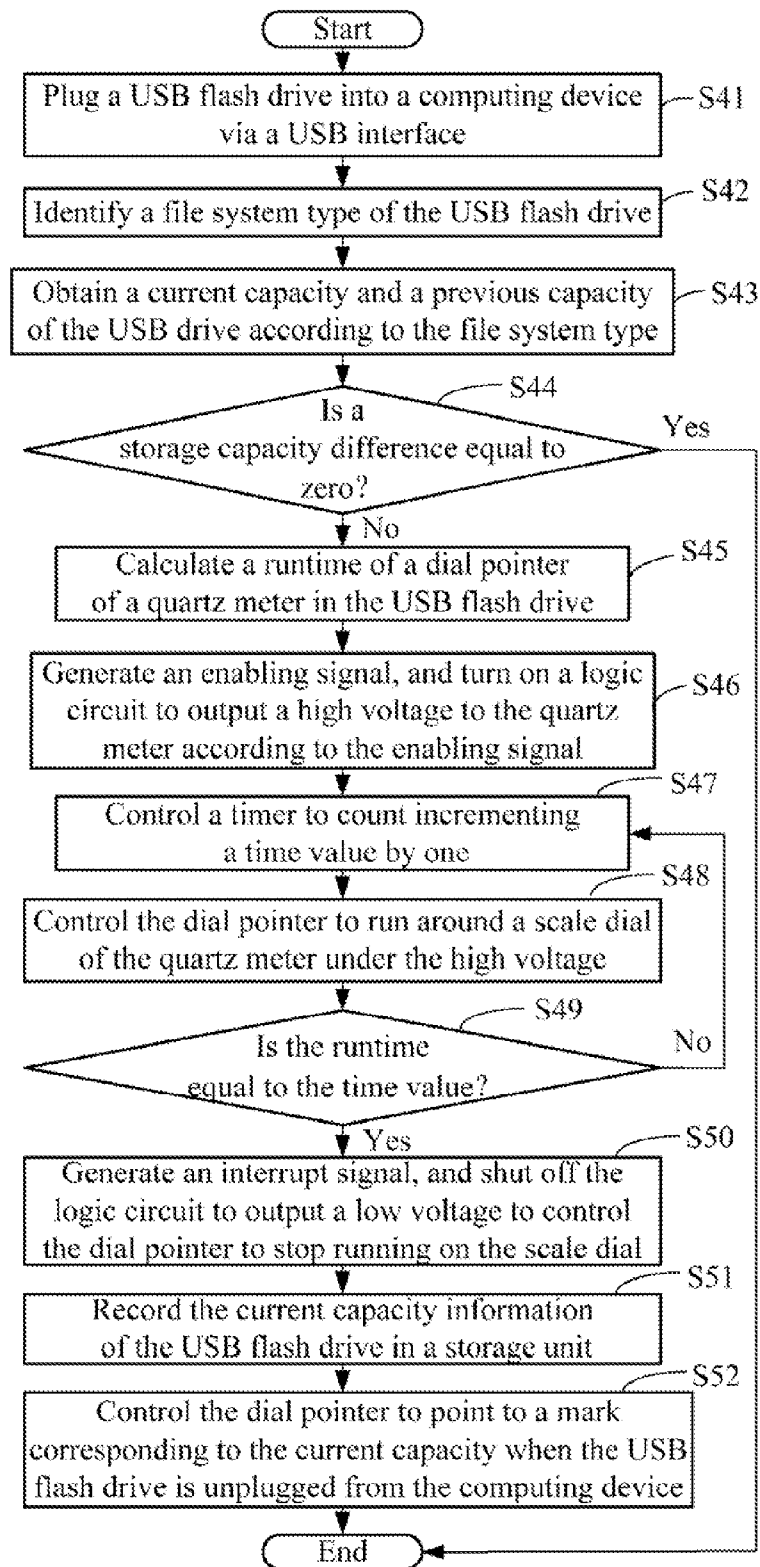 Start
Plug a USB flash drive into a computing device
via a USB interface
S41
Identify a file system type of the USB flash drive
S42
Obtain a current capacity and a previous capacity
of the USB drive according to the file system type
S43
S44
Is a
storage capacity difference equal to
zero?
Yes
No
Calculate a runtime of a dial pointer
of a quartz meter in the USB flash drive
S45
Generate an enabling signal, and turn on a logic
circuit to output a high voltage to the quartz
meter according to the enabling signal
S46
S47
Control a timer to count incrementing
a time value by one
S48
Control the dial pointer to run around a scale dial
of the quartz meter under the high voltage
S49
Is the runtime
equal to the time value?
No
Yes
S50
Generate an interrupt signal, and shut off the
logic circuit to output a low voltage to control
the dial pointer to stop running on the scale dial
S51
Record the current capacity information
of the USB flash drive in a storage unit
S52
Control the dial pointer to point to a mark
corresponding to the current capacity when the USB
flash drive is unplugged from the computing device
End